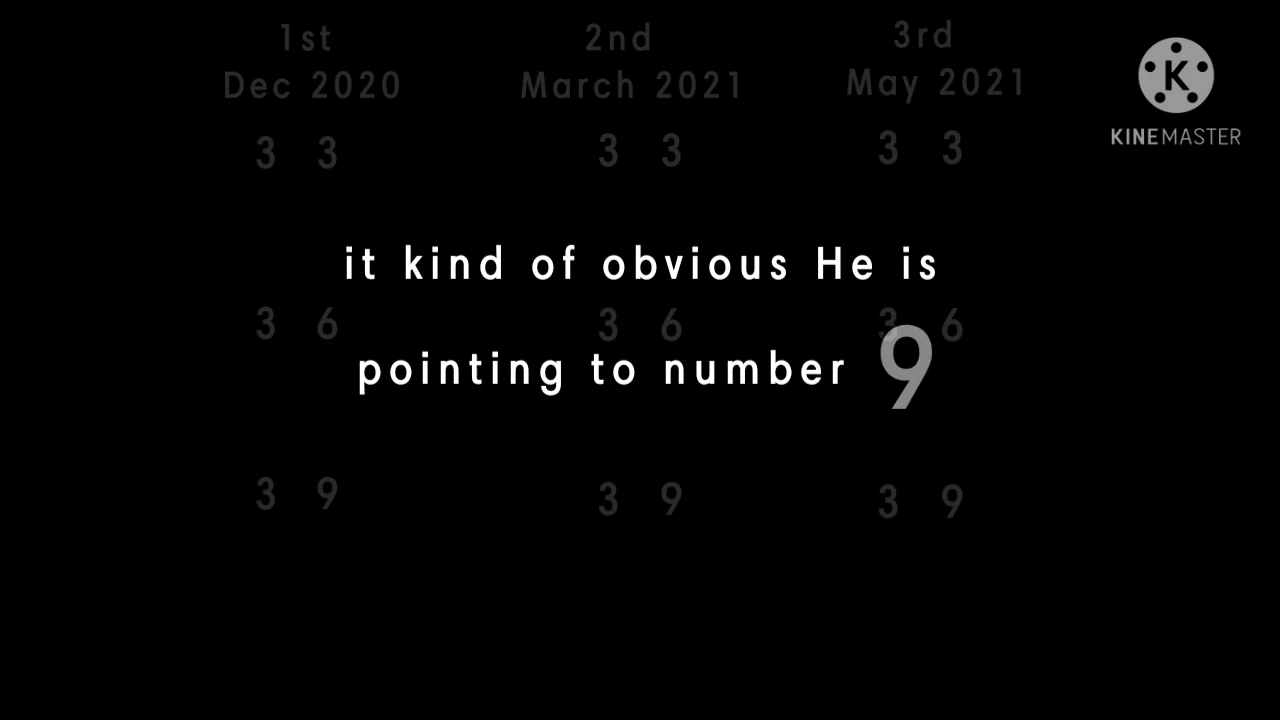 1st 2nd 3rd
Dec 2020 March 2021 May 2021
K
KINEMASTER
3 3 3 3 3 3
it kind of obvious He is
3 6 3 6 3 6
pointing to number 9
3 9 3 9 3 9